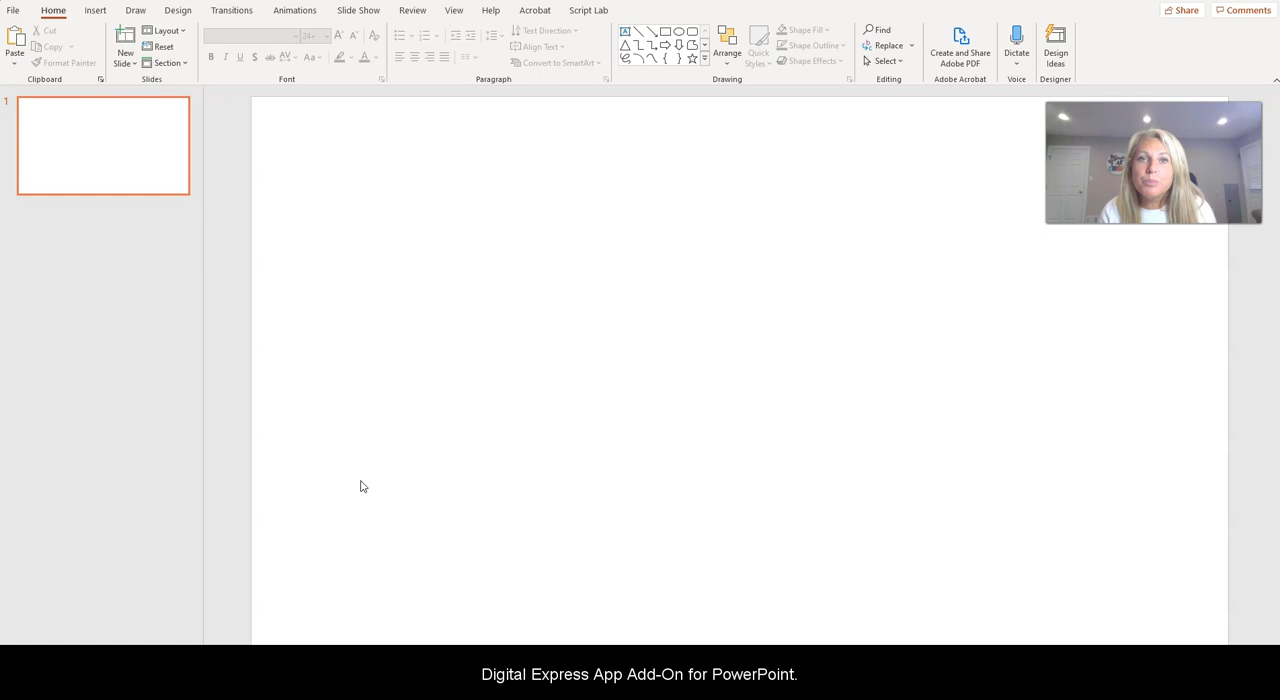 File Home Insert Draw Design Transitions Animations Slide Show Review View Help Acrobat Script Lab Share Comments
Paste
Cut
Copy
Format Painter
Clipboard
New
Slide
Layout
Reset
Section
Slides
24+
Font
Text Direction
Align Text
Convert to SmartArt
Paragraph
Arrange
Quick
Styles
Shape Fill
Shape Outline
Shape Effects
Drawing
Find
Replace
Select
Editing
Create and Share
Adobe PDF
Adobe Acrobat
Dictate
Voice
Design
Ideas
Designer
1
Digital Express App Add-On for PowerPoint.